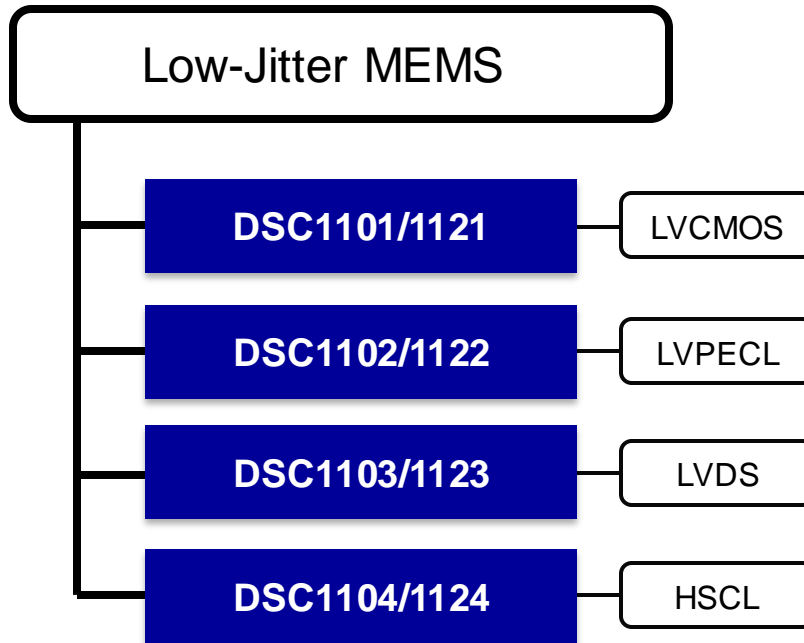 Low-Jitter MEMS
DSC1101/1121
LVCMOS
DSC1102/1122
LVPECL
DSC1103/1123
LVDS
DSC1104/1124
HSCL